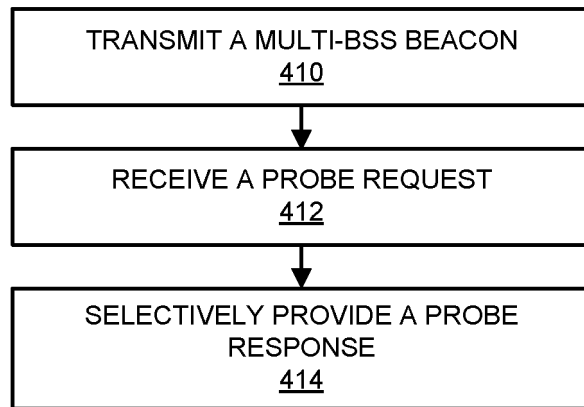 TRANSMIT A MULTI-BSS BEACON
410
RECEIVE A PROBE REQUEST
412
SELECTIVELY PROVIDE A PROBE
RESPONSE
414